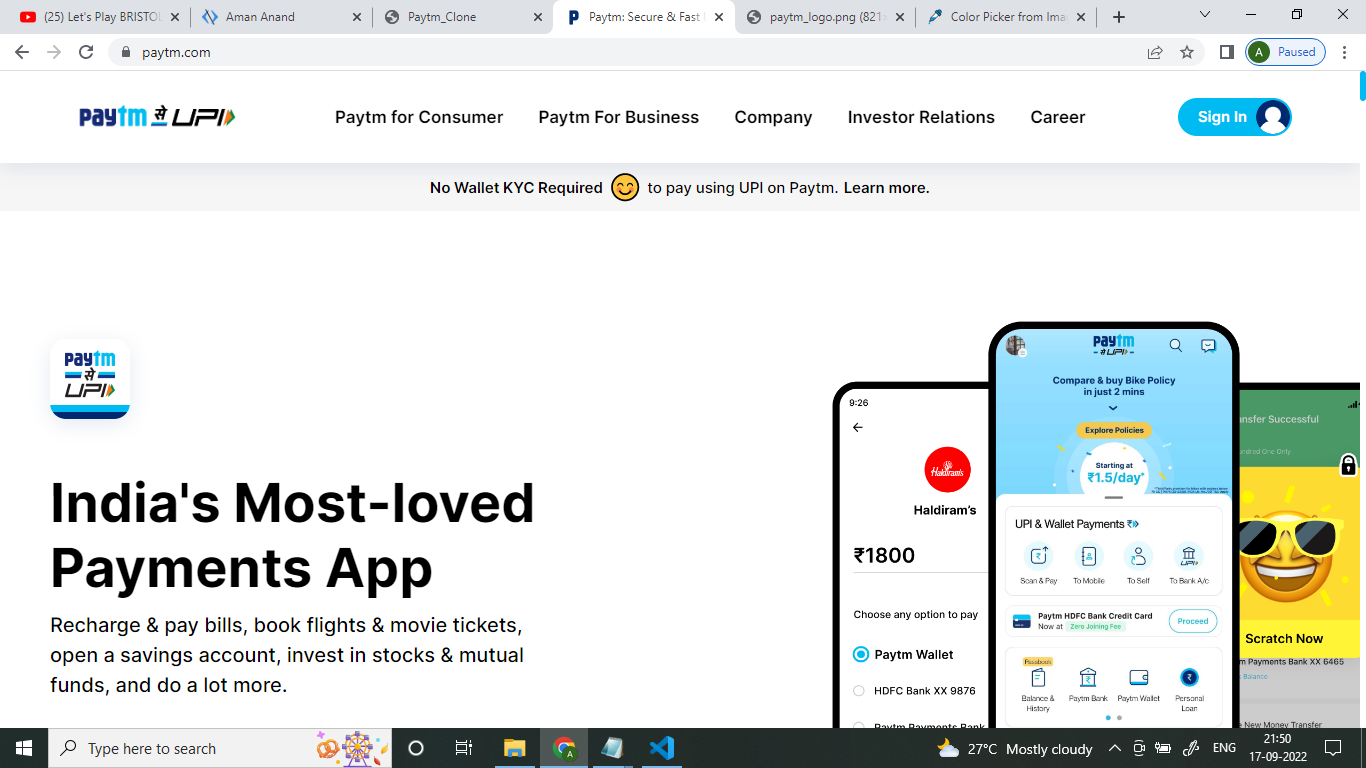 (25) Let's Play BRISTOL
Aman Anand
Paytm_Clone
Paytm: Secure & Fast
paytm_logo.png (821
Color Picker from Ima
paytm.com
A
Paused
paytm से UPI
Paytm for Consumer
Paytm For Business
Company
Investor Relations
Career
Sign In
No Wallet KYC Required to pay using UPI on Paytm. Learn more.
paytm
से
UPI
India's Most-loved
Payments App
Recharge & pay bills, book flights & movie tickets,
open a savings account, invest in stocks & mutual
funds, and do a lot more.
9:26
Haldiram's
Haldiram's
₹1800
Choose any option to pay
Paytm Wallet
HDFC Bank XX 9876
Paytm Payments Bank
paytm
UPI
Compare & buy Bike Policy
in just 2 mins
Explore Policies
Starting at
₹1.5/day*
UPI & Wallet Payments
Scan & Pay
To Mobile
To Self
To Bank A/c
Paytm HDFC Bank Credit Card
Now at Zero Joining Fee
Proceed
Passbook
Balance &
History
Paytm Bank
Paytm Wallet
Personal
Loan
nsfer Successful
undred One Only
Scratch Now
m Payments Bank XX 6465
Balance
e New Money Transfer
Type here to search
A
27°C Mostly cloudy
ENG
21:50
17-09-2022